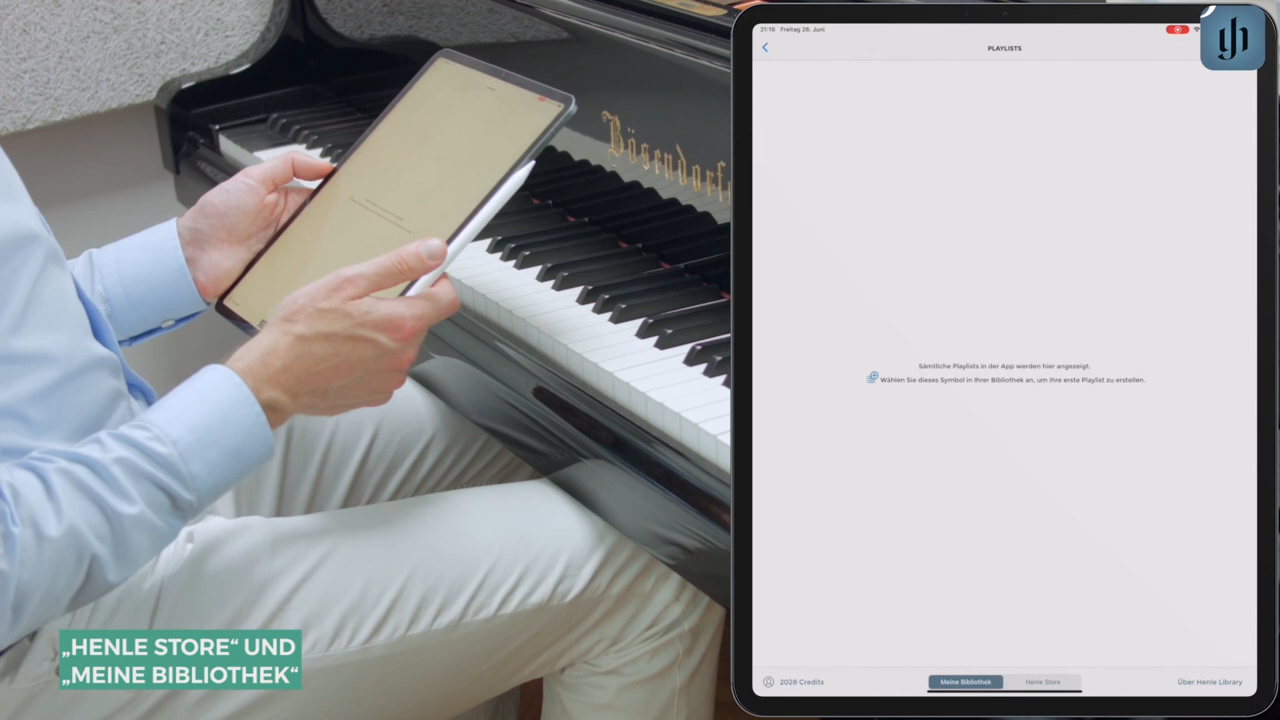 21:16 Freitag 26. Juni
PLAYLISTS
Sämtliche Playlists in der App werden hier angezeigt.
Wählen Sie dieses Symbol in Ihrer Bibliothek an, um ihre erste Playlist zu erstellen.
2028 Credits
Meine Bibliothek
Henle Store
Über Henle Library
„HENLE STORE“ UND
„MEINE BIBLIOTHEK“